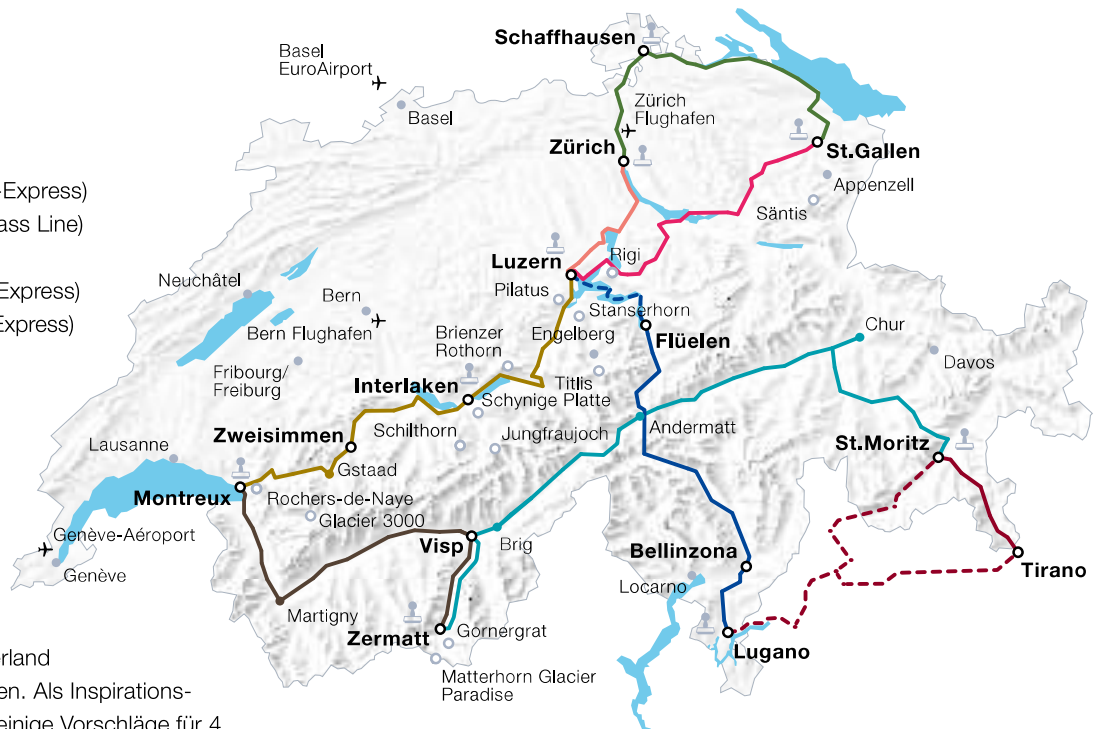 Schaffhausen
Basel
EuroAirport
Basel
Zürich
Flughafen
Zürich
St.Gallen
Appenzell
Säntis
-Express)
ass Line)
Express)
Express)
Luzern
Rigi
Pilatus
Neuchâtel
Bern
Bern Flughafen
Stanserhorn
Engelberg
Flüelen
Brienzer
Rothorn
Chur
Davos
Fribourg/
Freiburg
Interlaken
Titlis
Schynige Platte
Zweisimmen
Schilthorn
Jungfraujoch
Andermatt
St.Moritz
Lausanne
Gstaad
Montreux
Rochers-de-Naye
Glacier 3000
Genève-Aéroport
Genève
Visp
Brig
Bellinzona
Locarno
Tirano
Martigny
Zermatt
Gornergrat
Lugano
Matterhorn Glacier
Paradise
erland
en. Als Inspirations-
einige Vorschläge für 4